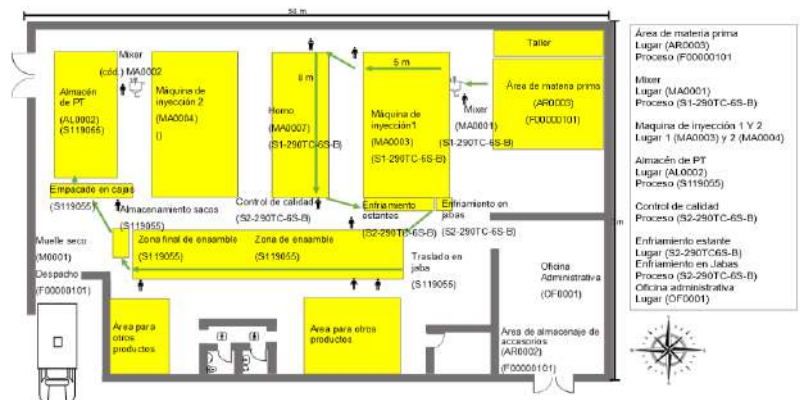 50 m
Mixer
(cód.) MA0002
Almacén
de PT
(AL0002)
(S119055)
Máquina de
inyección 2
(MA0004)
()
8 m
Horno
(MA0007)
(S1-290TC-6S-B)
5 m
Máquina de
inyección1
(MA0003)
(S1-290TC-6S-B)
Mixer
(MA0001)
(S1-290TC-6S-B)
Taller
Área de materia prima
(AR0003)
(F00000101)
Empacado en cajas
(S119055)
Almacenamiento sacos
(S119055)
Control de calidad
(S2-290TC-6S-B)
Enfriamiento
estantes
(S2-290TC-6S-B)
Enfriamiento en
jabas
(S2-290TC-6S-B)
m
Muelle seco
(M0001)
Despacho
(F00000101)
Zona final de ensamble
(S119055)
Zona de ensamble
(S119055)
Traslado en
jaba
(S119055)
Oficina
Administrativa
(OF0001)
Area para
otros
productos
Area para otros
productos
Area de almacenaje de
accesorios
(AR0002)
(F00000101)
Área de materia prima
Lugar (AR0003)
Proceso (F00000101
Mixer
Lugar (MA0001)
Proceso (S1-290TC-6S-B)
Maquina de inyección 1 Y 2
Lugar 1 (MA0003) y 2 (MA0004)
Almacén de PT
Lugar (AL0002)
Proceso (S119055)
Control de calidad
Proceso (S2-290TC-6S-B)
Enfriamiento estante
Lugar (S2-290TC6S-B)
Enfriamiento en Jabas
Proceso (S2-290TC-6S-B)
Oficina administrativa
Lugar (OF0001)